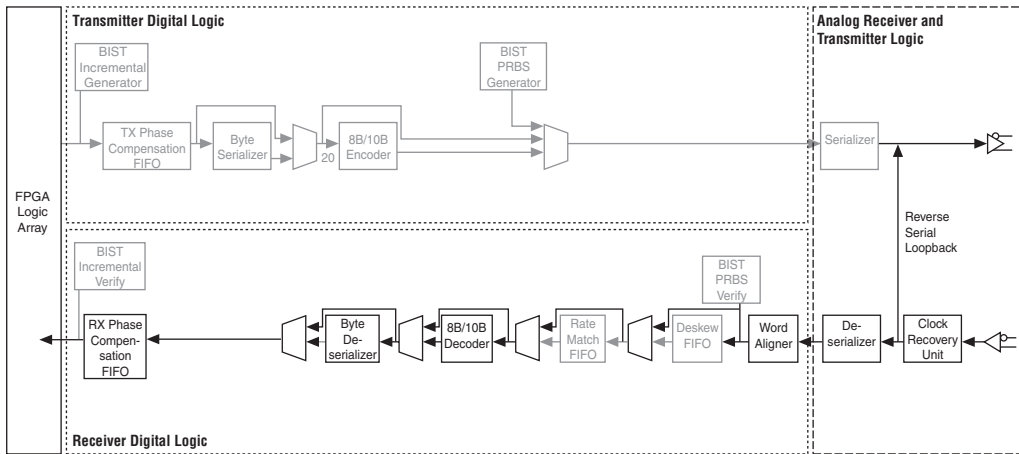 Transmitter Digital Logic
Analog Receiver and
Transmitter Logic
BIST
Incremental
Generator
BIST
PRBS
Generator
TX Phase
Compensation
FIFO
Byte
Serializer
20
8B/10B
Encoder
Serializer
FPGA
Logic
Array
Reverse
Serial
Loopback
BIST
Incremental
Verify
BIST
PRBS
Verify
RX Phase
Compen-
sation
FIFO
Byte
De-
serializer
8B/10B
Decoder
Rate
Match
FIFO
Deskew
FIFO
Word
Aligner
De-
serializer
Clock
Recovery
Unit
Receiver Digital Logic